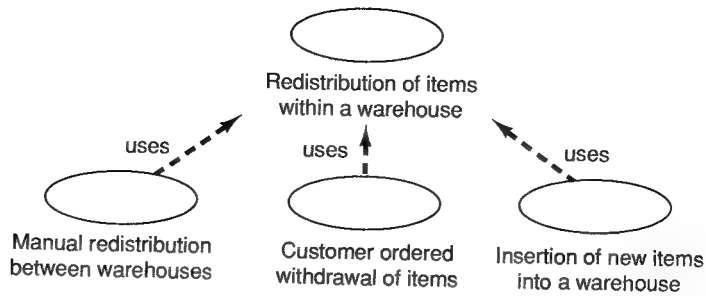 Redistribution of items
within a warehouse
uses
uses
uses
Manual redistribution
between warehouses
Customer ordered
withdrawal of items
Insertion of new items
into a warehouse